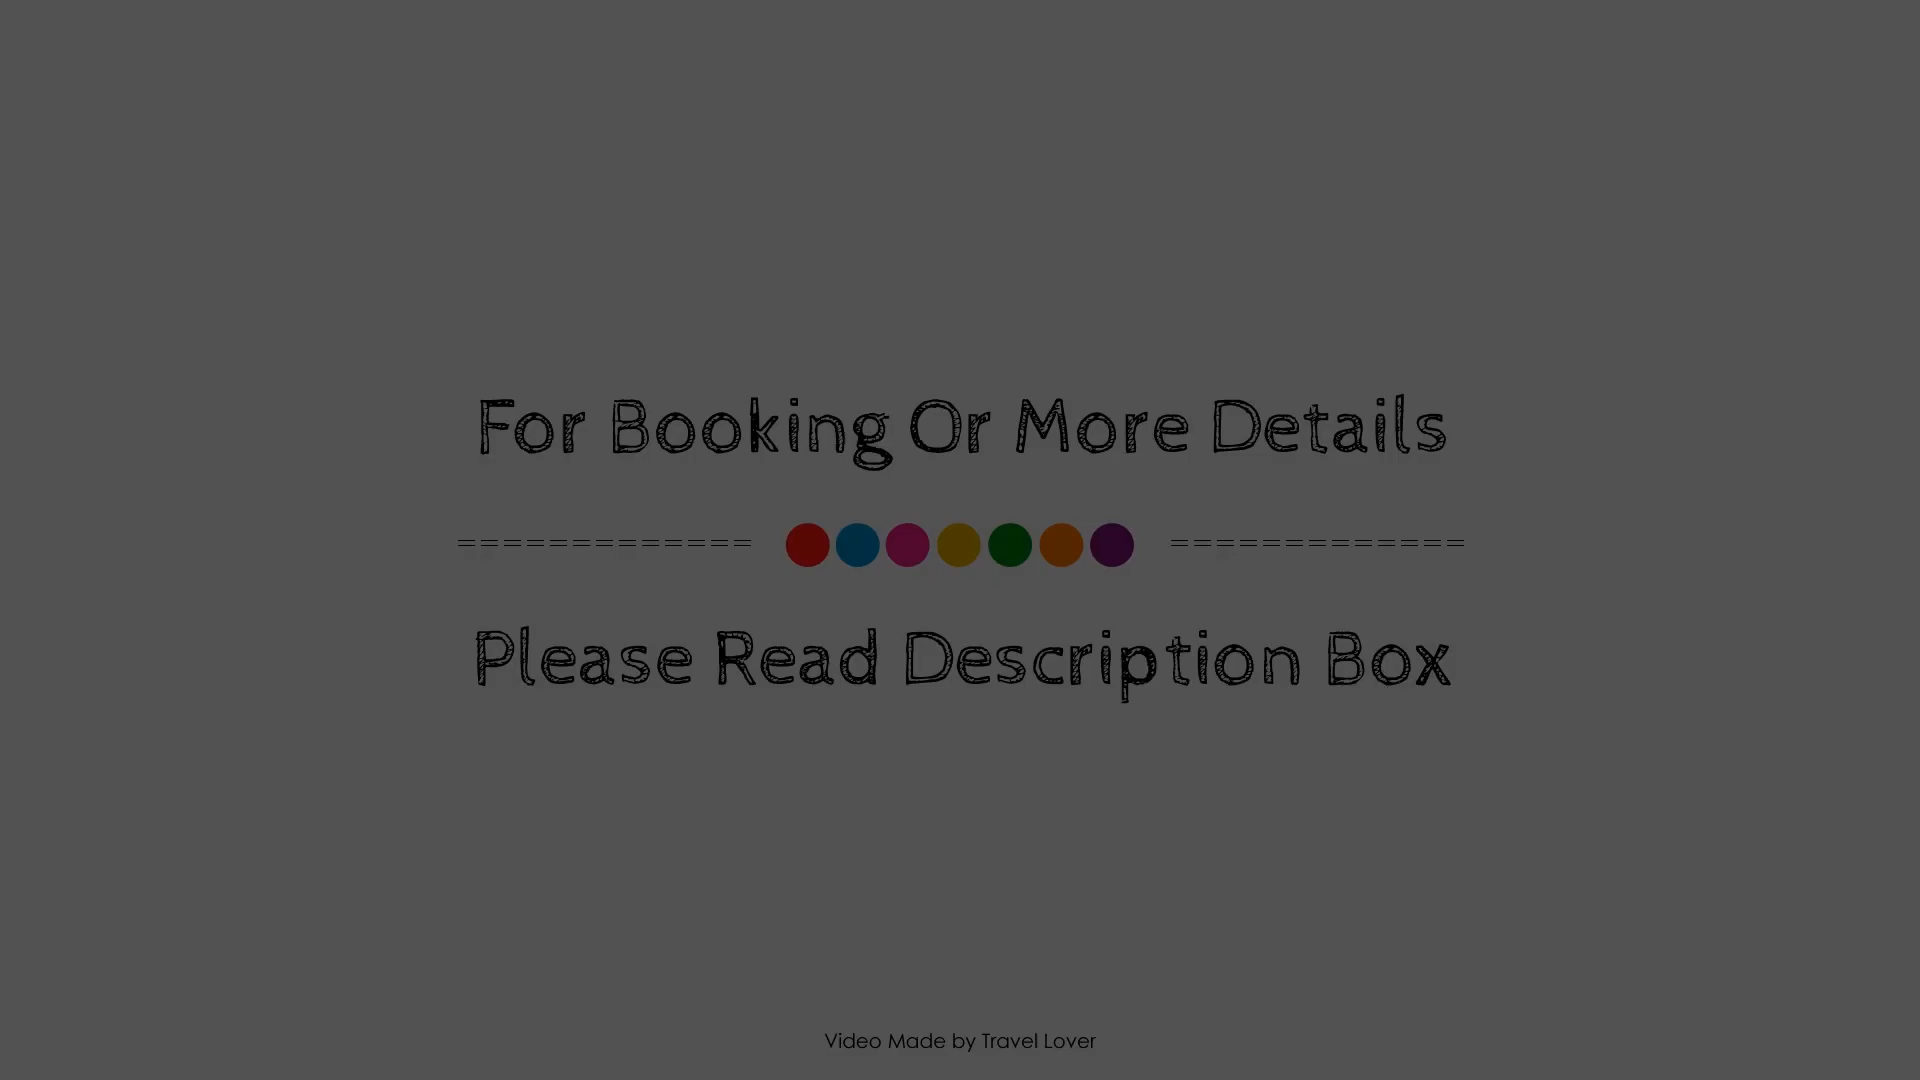 For Booking Or More Details
============= =============
Please Read Description Box
Video Made by Travel Lover